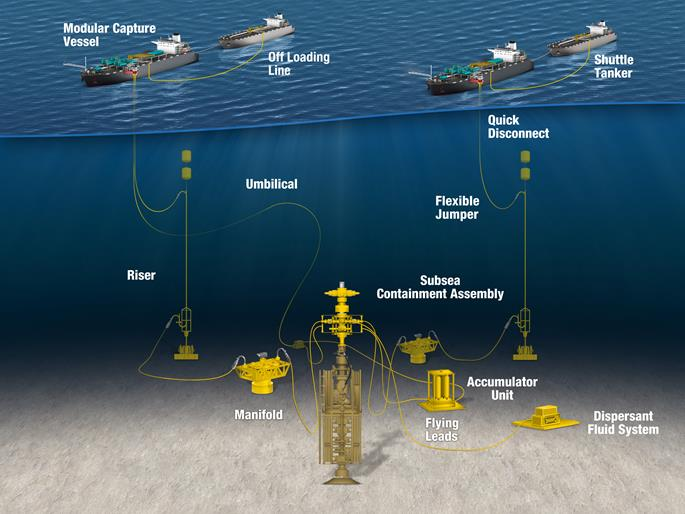 Modular Capture
Vessel
Off Loading
Line
Shuttle
Tanker
Quick
Disconnect
Umbilical
Flexible
Jumper
Riser
Subsea
Containment Assembly
Manifold
Accumulator
Unit
Flying
Leads
Dispersant
Fluid System